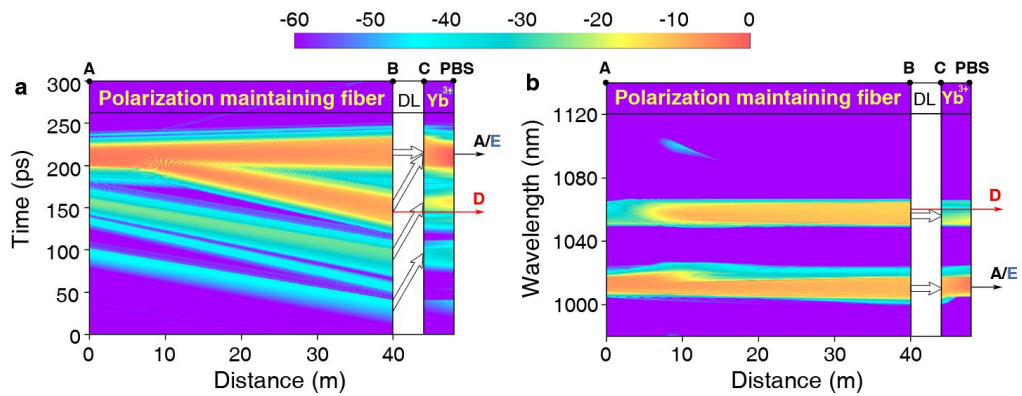 -60 -50 -40 -30 -20 -10 0
a
A B C PBS
Polarization maintaining fiber DL Yb3+
300
250
200
150
100
50
0
Time (ps)
0 10 20 30 40
Distance (m)
A/E
D
b
A B C PBS
Polarization maintaining fiber DL Yb3+
1120
1080
1040
1000
Wavelength (nm)
0 10 20 30 40
Distance (m)
D
A/E